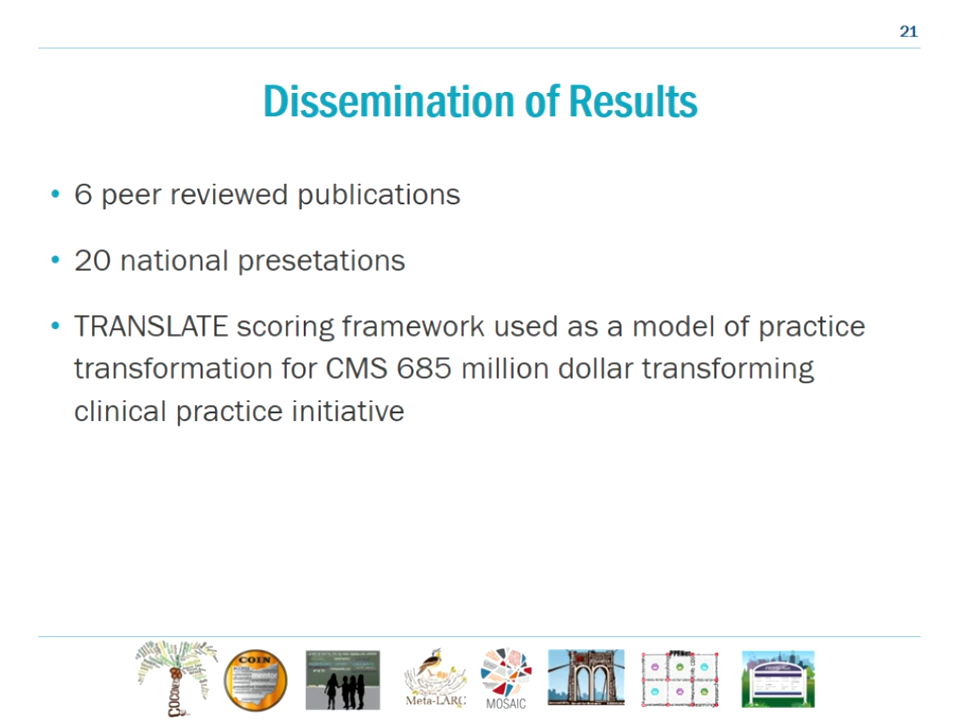 21
Dissemination of Results
• 6 peer reviewed publications
• 20 national presetations
• TRANSLATE scoring framework used as a model of practice
transformation for CMS 685 million dollar transforming
clinical practice initiative
COIN
Meta-LARC
MOSAIC
PPRNet